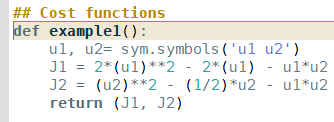 ## Cost functions
def example1():
    u1, u2= sym.symbols('u1 u2')
    J1 = 2*(u1)**2 - 2*(u1) - u1*u2
    J2 = (u2)**2 - (1/2)*u2 - u1*u2
    return (J1, J2)